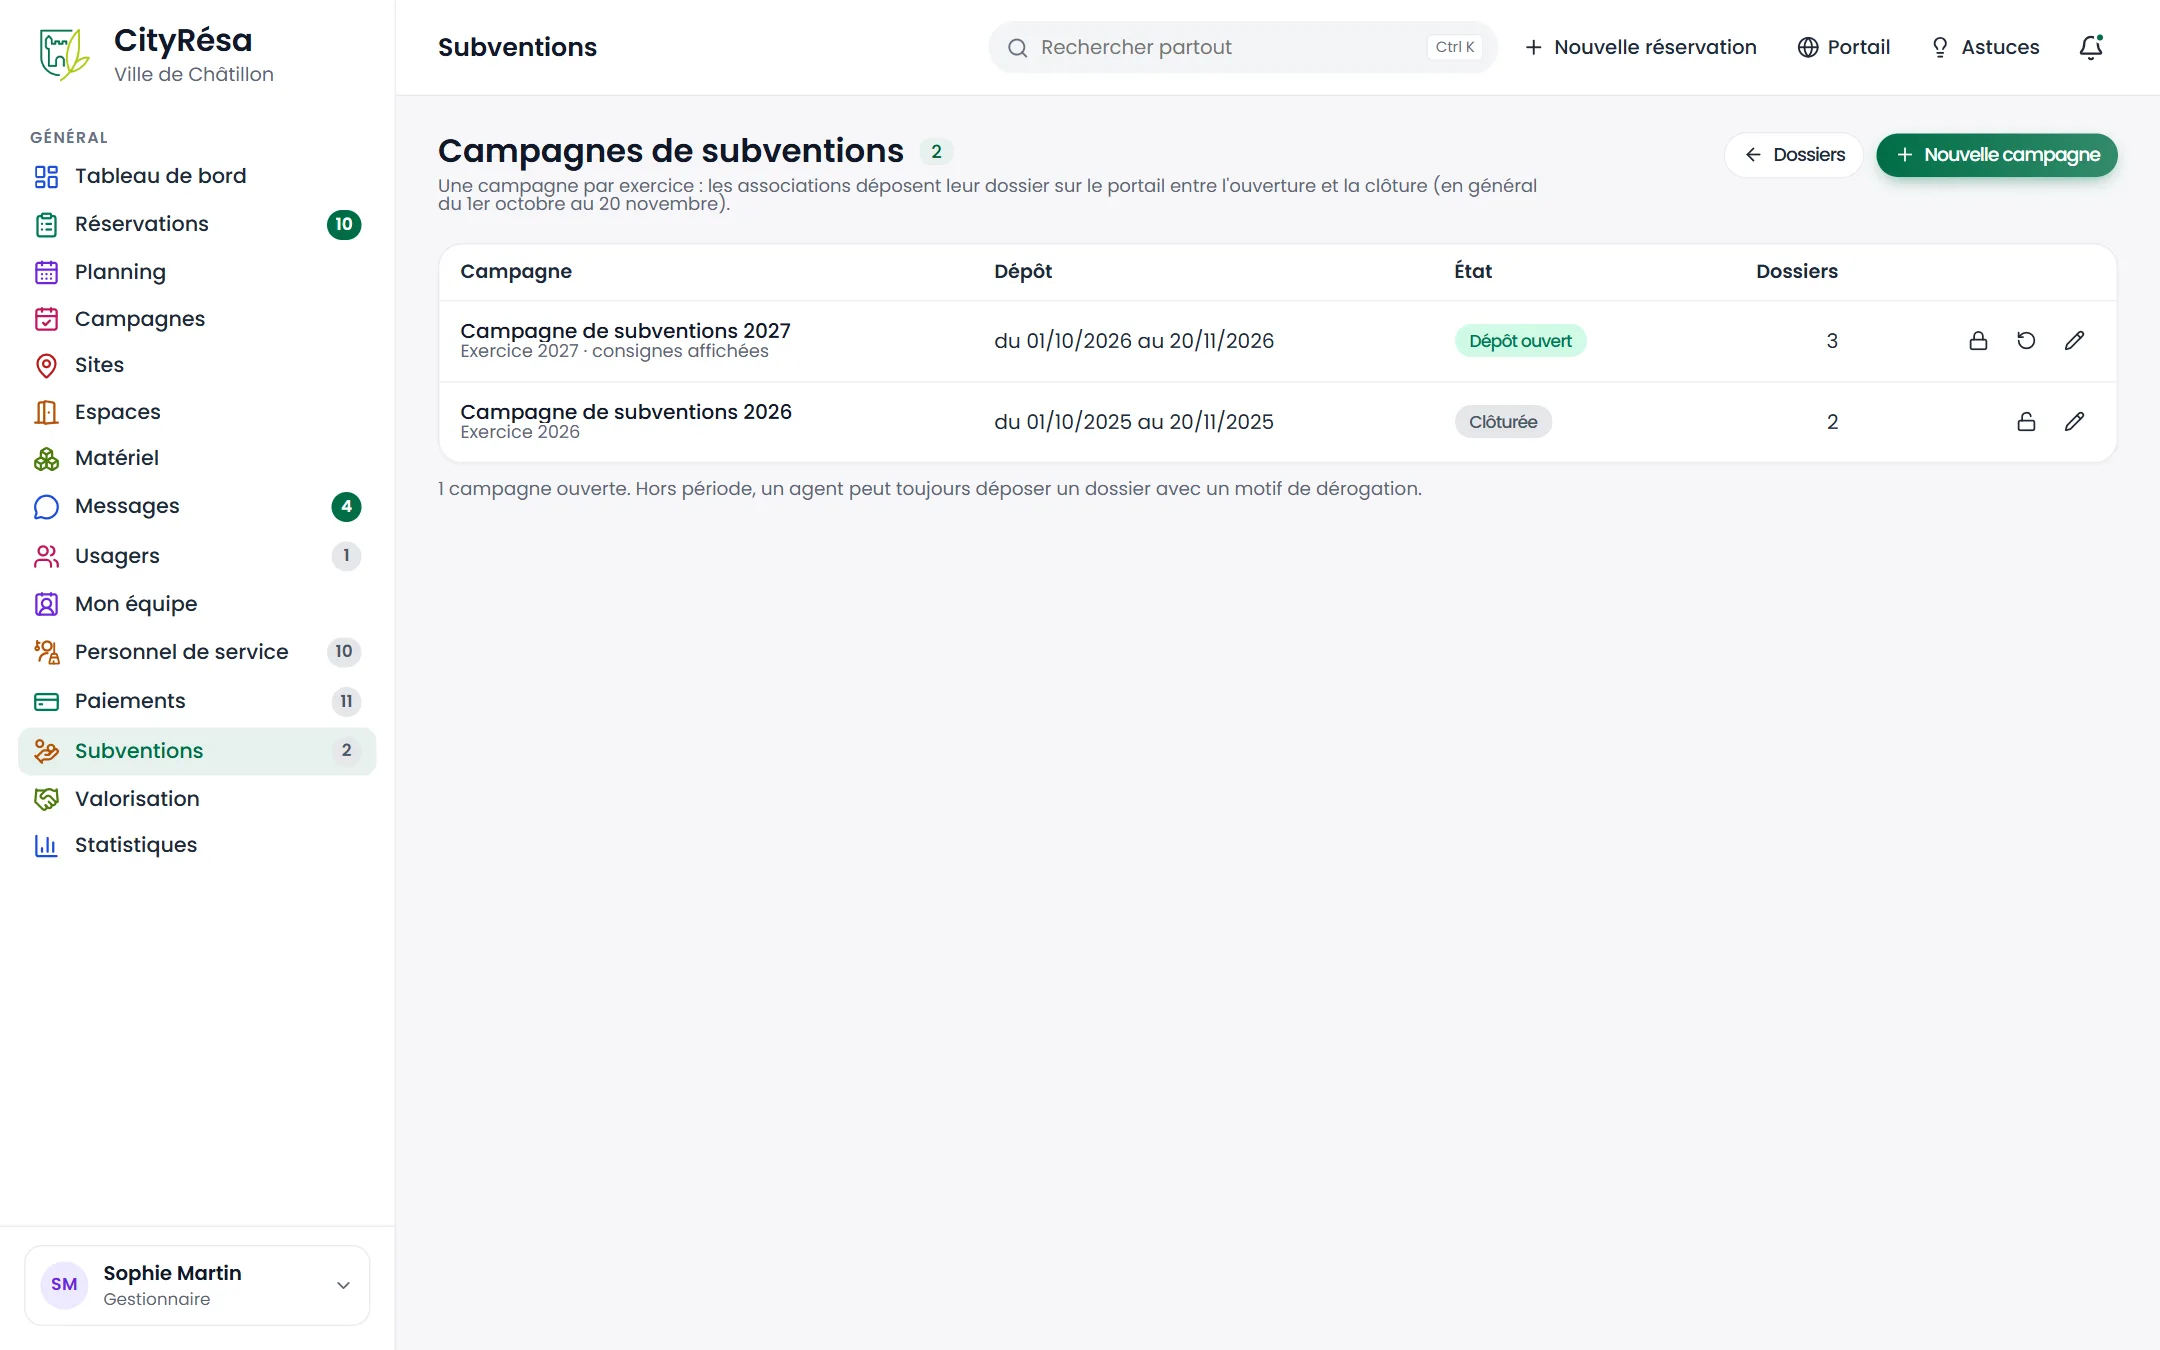 CityRésa
Ville de Châtillon
GÉNÉRAL
Tableau de bord
Réservations 10
Planning
Campagnes
Sites
Espaces
Matériel
Messages 4
Usagers 1
Mon équipe
Personnel de service 10
Paiements 11
Subventions 2
Valorisation
Statistiques
SM
Sophie Martin
Gestionnaire
Subventions
Rechercher partout Ctrl K
Nouvelle réservation
Portail
Astuces
Campagnes de subventions 2
Une campagne par exercice : les associations déposent leur dossier sur le portail entre l'ouverture et la clôture (en général
du 1er octobre au 20 novembre).
Dossiers
Nouvelle campagne
Campagne Dépôt État Dossiers
Campagne de subventions 2027
Exercice 2027 · consignes affichées
du 01/10/2026 au 20/11/2026
Dépôt ouvert
3
Campagne de subventions 2026
Exercice 2026
du 01/10/2025 au 20/11/2025
Clôturée
2
1 campagne ouverte. Hors période, un agent peut toujours déposer un dossier avec un motif de dérogation.